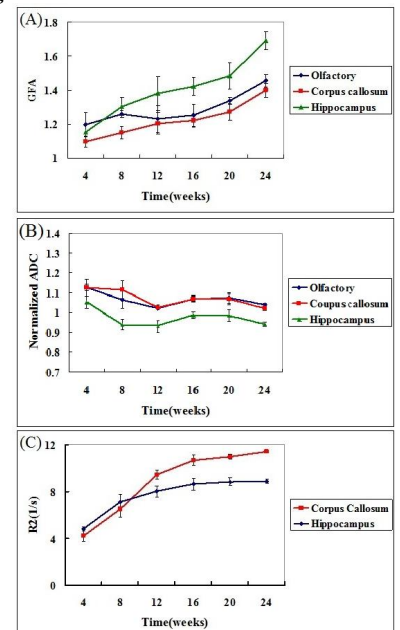 (A)
1.8
1.6
1.4
1.2
1
GFA
4 8 12 16 20 24
Time(weeks)
Olfactory
Corpus callosum
Hippocampus
(B)
1.4
1.3
1.2
1.1
1
0.9
0.8
0.7
Normalized ADC
4 8 12 16 20 24
Time(weeks)
Olfactory
Coupus callosum
Hippocampus
(C)
12
8
4
0
R2(1/s)
4 8 12 16 20 24
Time(weeks)
Corpus Callosum
Hippocampus